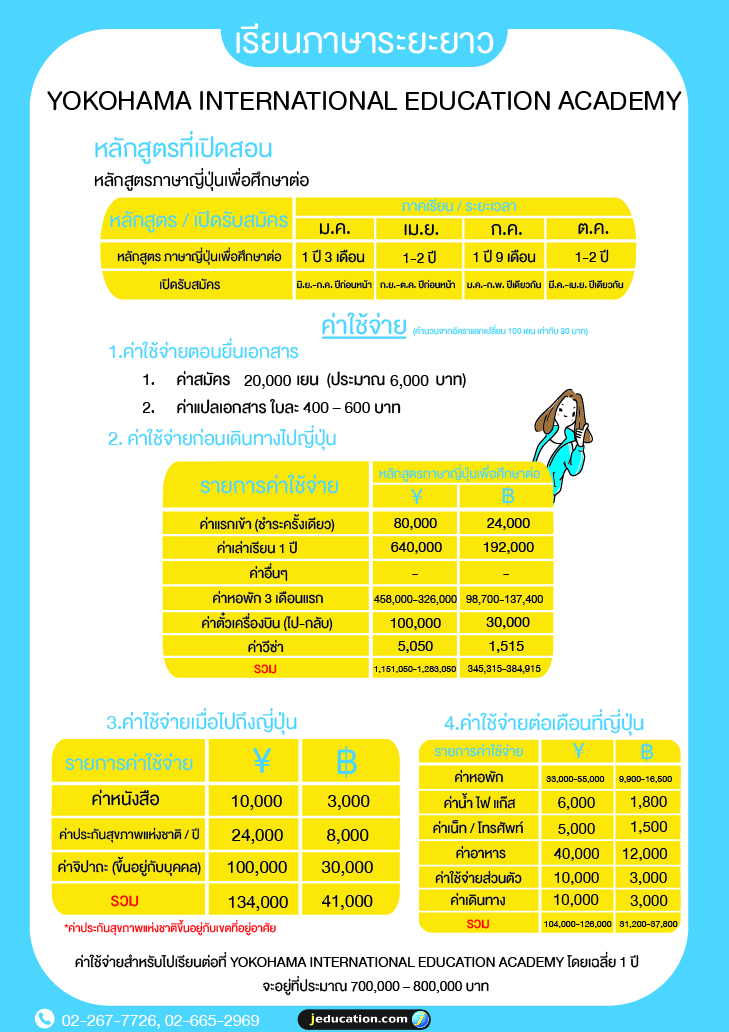 เรียนภาษาระยะยาว
YOKOHAMA INTERNATIONAL EDUCATION ACADEMY
หลักสูตรที่เปิดสอน
หลักสูตรภาษาญี่ปุ่นเพื่อศึกษาต่อ
หลักสูตร / เปิดรับสมัคร
ภาคเรียน / ระยะเวลา
ม.ค. เม.ย. ก.ค. ต.ค.
หลักสูตร ภาษาญี่ปุ่นเพื่อศึกษาต่อ 1 ปี 3 เดือน 1-2 ปี 1 ปี 9 เดือน 1-2 ปี
เปิดรับสมัคร มิ.ย.-ก.ค. ปีก่อนหน้า ก.ย.-ต.ค. ปีก่อนหน้า ม.ค.-ก.พ. ปีเดียวกัน มี.ค.-เม.ย. ปีเดียวกัน
ค่าใช้จ่าย (คำนวนจากอัตราแลกเปลี่ยน 100 เยน เท่ากับ 30 บาท)
1.ค่าใช้จ่ายตอนยื่นเอกสาร
1. ค่าสมัคร 20,000 เยน (ประมาณ 6,000 บาท)
2. ค่าแปลเอกสาร ใบละ 400 – 600 บาท
2. ค่าใช้จ่ายก่อนเดินทางไปญี่ปุ่น
รายการค่าใช้จ่าย
หลักสูตรภาษาญี่ปุ่นเพื่อศึกษาต่อ
¥ ฿
ค่าแรกเข้า (ชำระครั้งเดียว) 80,000 24,000
ค่าเล่าเรียน 1 ปี 640,000 192,000
ค่าอื่นๆ - -
ค่าหอพัก 3 เดือนแรก 458,000-326,000 98,700-137,400
ค่าตั๋วเครื่องบิน (ไป-กลับ) 100,000 30,000
ค่าวีซ่า 5,050 1,515
รวม 1,151,050-1,283,050 345,315-384,915
3.ค่าใช้จ่ายเมื่อไปถึงญี่ปุ่น
รายการค่าใช้จ่าย ¥ ฿
ค่าหนังสือ 10,000 3,000
ค่าประกันสุขภาพแห่งชาติ / ปี 24,000 8,000
ค่าจิปาถะ (ขึ้นอยู่กับบุคคล) 100,000 30,000
รวม 134,000 41,000
*ค่าประกันสุขภาพแห่งชาติขึ้นอยู่กับเขตที่อยู่อาศัย
4.ค่าใช้จ่ายต่อเดือนที่ญี่ปุ่น
รายการค่าใช้จ่าย ¥ ฿
ค่าหอพัก 33,000-55,000 9,900-16,500
ค่าน้ำ ไฟ แก๊ส 6,000 1,800
ค่าเน็ท / โทรศัพท์ 5,000 1,500
ค่าอาหาร 40,000 12,000
ค่าใช้จ่ายส่วนตัว 10,000 3,000
ค่าเดินทาง 10,000 3,000
รวม 104,000-126,000 31,200-37,800
ค่าใช้จ่ายสำหรับไปเรียนต่อที่ YOKOHAMA INTERNATIONAL EDUCATION ACADEMY โดยเฉลี่ย 1 ปี
จะอยู่ที่ประมาณ 700,000 – 800,000 บาท
02-267-7726, 02-665-2969
jeducation.com